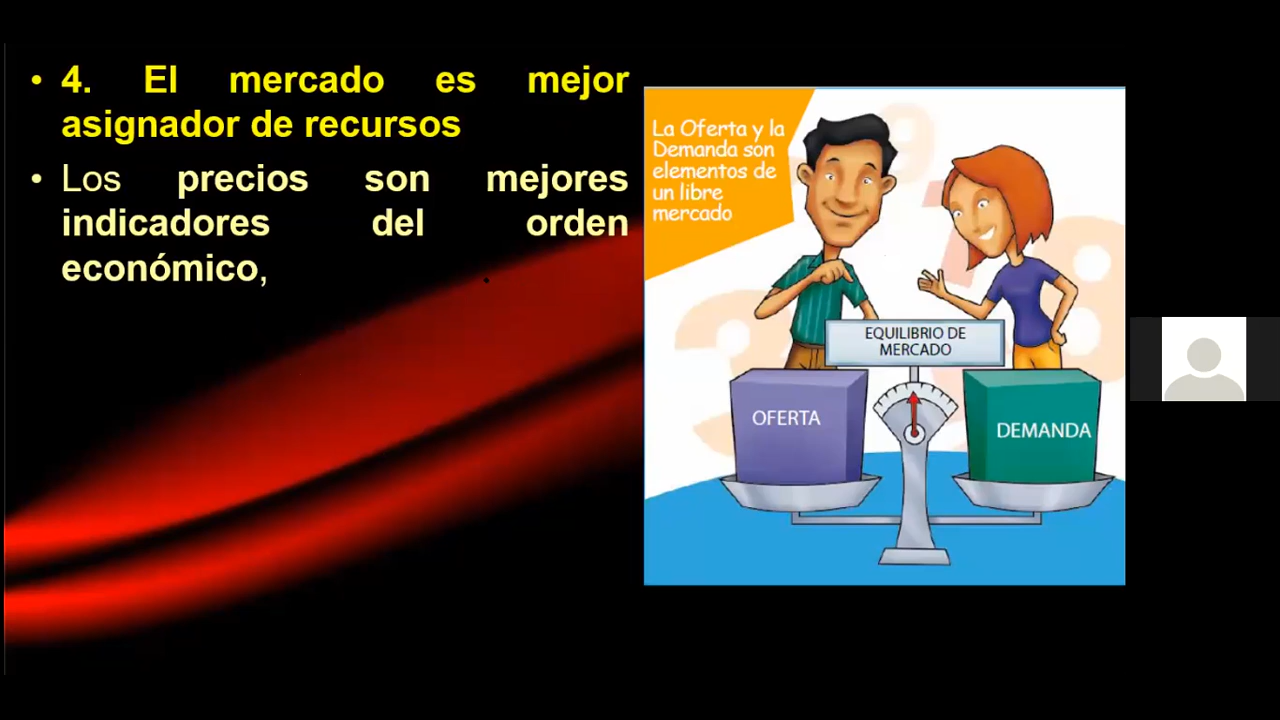 • 4. El mercado es mejor
asignador de recursos
• Los precios son mejores
indicadores del orden
económico,
La Oferta y la
Demanda son
elementos de
un libre
mercado
EQUILIBRIO DE
MERCADO
OFERTA
DEMANDA